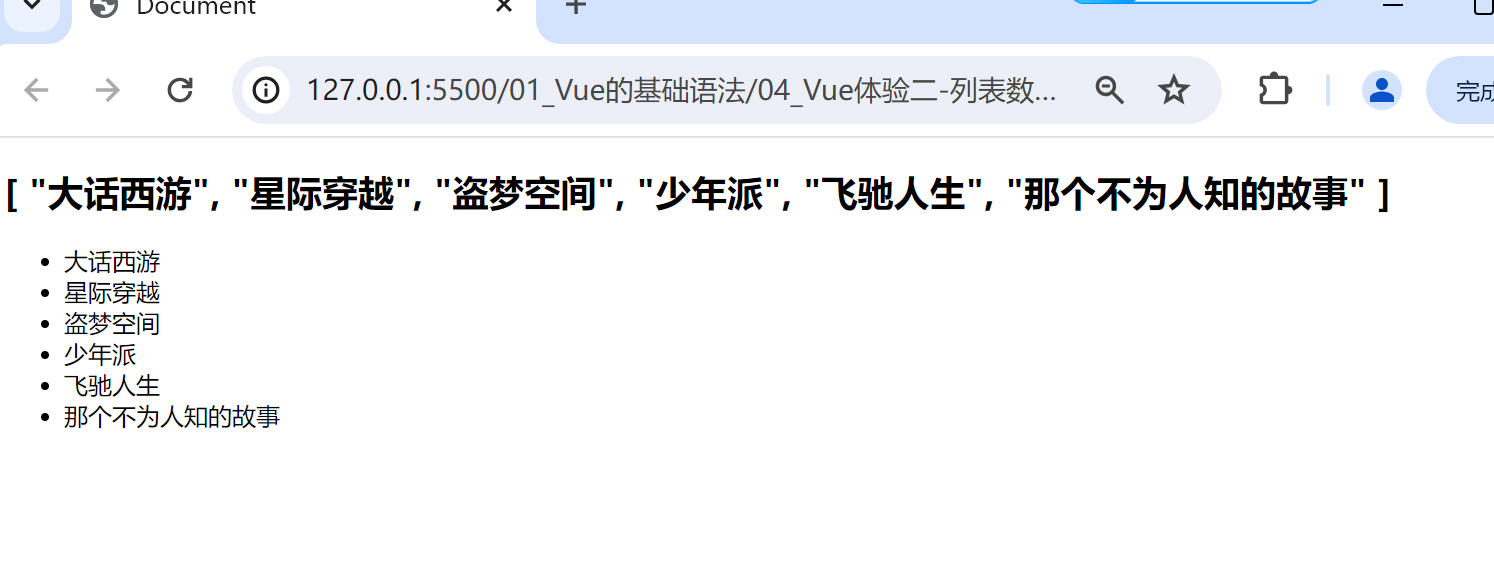 Document
127.0.0.1:5500/01_Vue的基础语法/04_Vue体验二-列表数...
完成
[ "大话西游", "星际穿越", "盗梦空间", "少年派", "飞驰人生", "那个不为人知的故事" ]
大话西游
星际穿越
盗梦空间
少年派
飞驰人生
那个不为人知的故事